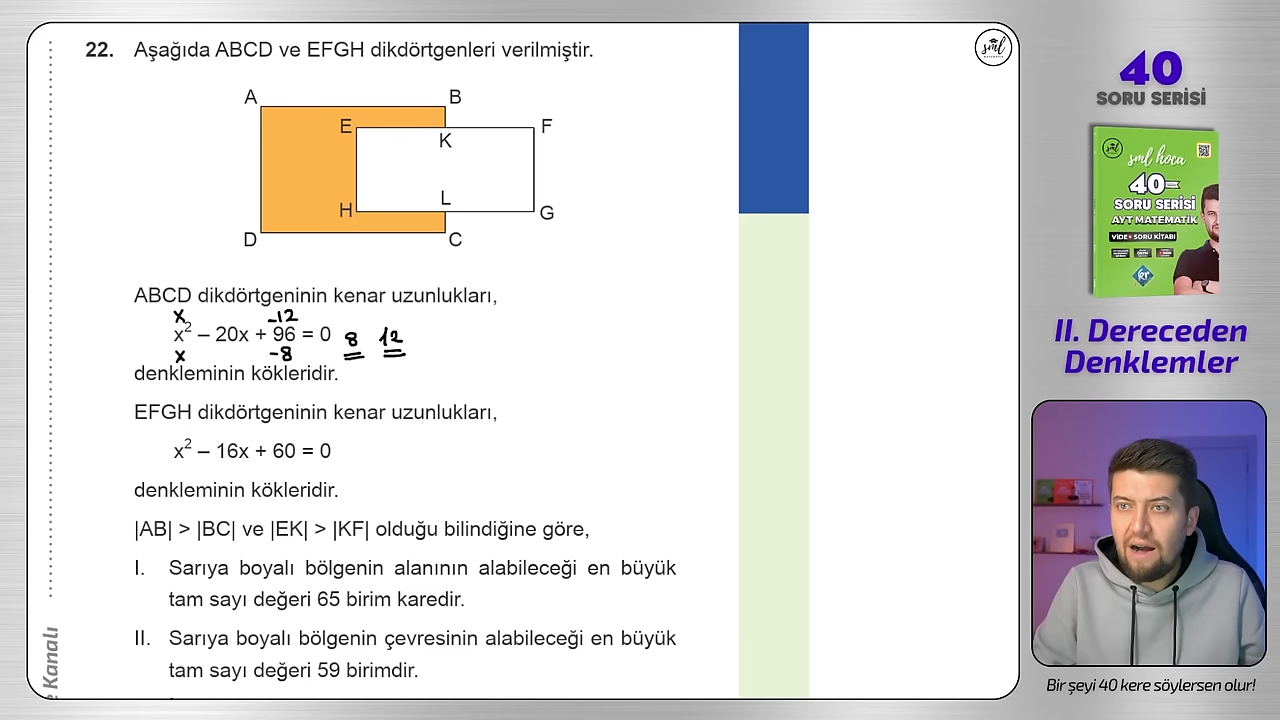 22. Aşağıda ABCD ve EFGH dikdörtgenleri verilmiştir.
A B
E F
K
L
H G
D C
ABCD dikdörtgeninin kenar uzunlukları,
x -12
x² – 20x + 96 = 0 8 12
x -8
denkleminin kökleridir.
EFGH dikdörtgeninin kenar uzunlukları,
x² – 16x + 60 = 0
denkleminin kökleridir.
|AB| > |BC| ve |EK| > |KF| olduğu bilindiğine göre,
I. Sarıya boyalı bölgenin alanının alabileceği en büyük
tam sayı değeri 65 birim karedir.
II. Sarıya boyalı bölgenin çevresinin alabileceği en büyük
tam sayı değeri 59 birimdir.
Kanalı
sml
40
SORU SERİSİ
sml hoca
40
SORU SERİSİ
AYT MATEMATİK
VİDEO SORU KİTABI
II. Dereceden
Denklemler
Bir şeyi 40 kere söylersen olur!